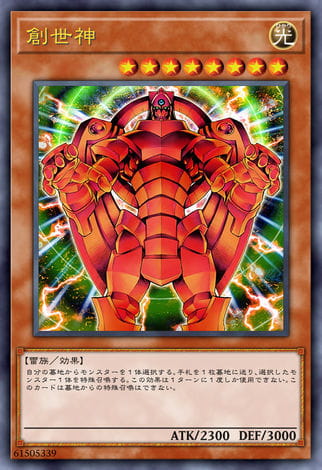 創世神
光
【雷族／効果】
自分の墓地からモンスターを１体選択する。手札を１枚墓地に送り、選択したモ
ンスター１体を特殊召喚する。この効果は１ターンに１度しか使用できない。こ
のカードは墓地からの特殊召喚はできない。
ATK/2300 DEF/3000
61505339